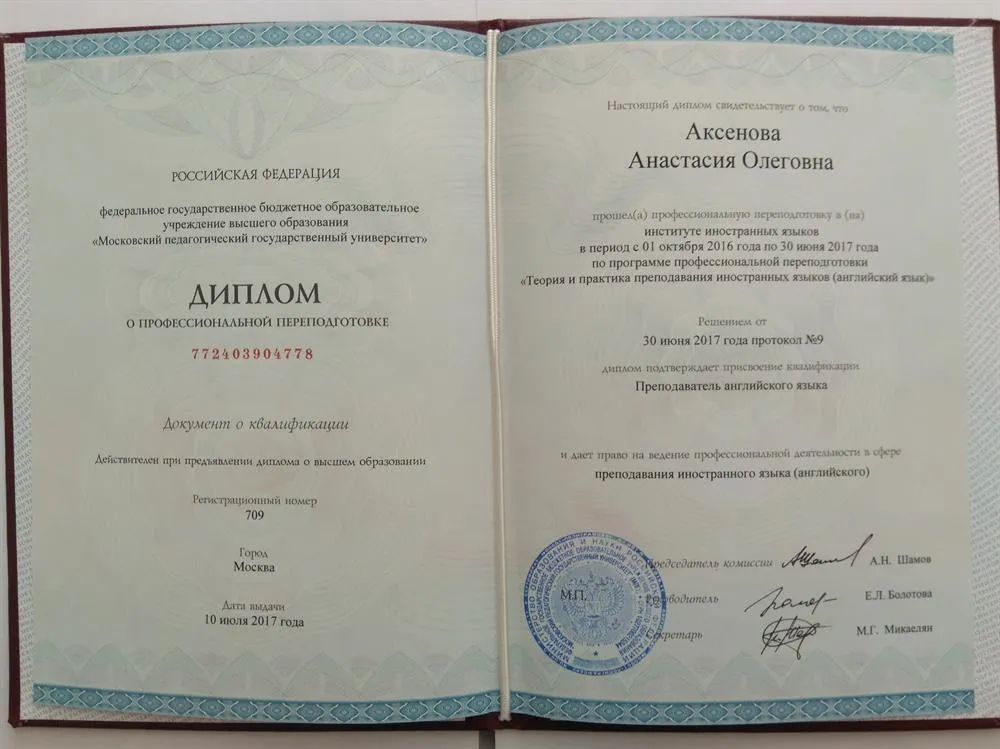 РОССИЙСКАЯ ФЕДЕРАЦИЯ
федеральное государственное бюджетное образовательное
учреждение высшего образования
«Московский педагогический государственный университет»
ДИПЛОМ
О ПРОФЕССИОНАЛЬНОЙ ПЕРЕПОДГОТОВКЕ
772403904778
Документ о квалификации
Действителен при предъявлении диплома о высшем образовании
Регистрационный номер
709
Город
Москва
Дата выдачи
10 июля 2017 года
Настоящий диплом свидетельствует о том, что
Аксенова
Анастасия Олеговна
прошел(а) профессиональную переподготовку в (на)
институте иностранных языков
в период с 01 октября 2016 года по 30 июня 2017 года
по программе профессиональной переподготовки
«Теория и практика преподавания иностранных языков (английский язык)»
Решением от
30 июня 2017 года протокол №9
диплом подтверждает присвоение квалификации
Преподаватель английского языка
и дает право на ведение профессиональной деятельности в сфере
преподавания иностранного языка (английского)
Председатель комиссии А.Н. Шамов
М.П.
Руководитель Е.Л. Болотова
Секретарь М.Г. Микаелян